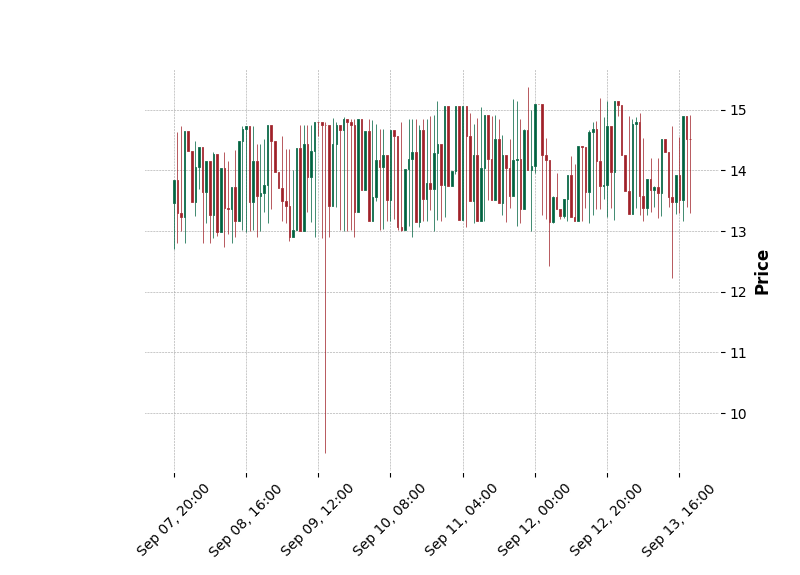 15
14
13
12
11
10
Price
Sep 07, 20:00
Sep 08, 16:00
Sep 09, 12:00
Sep 10, 08:00
Sep 11, 04:00
Sep 12, 00:00
Sep 12, 20:00
Sep 13, 16:00